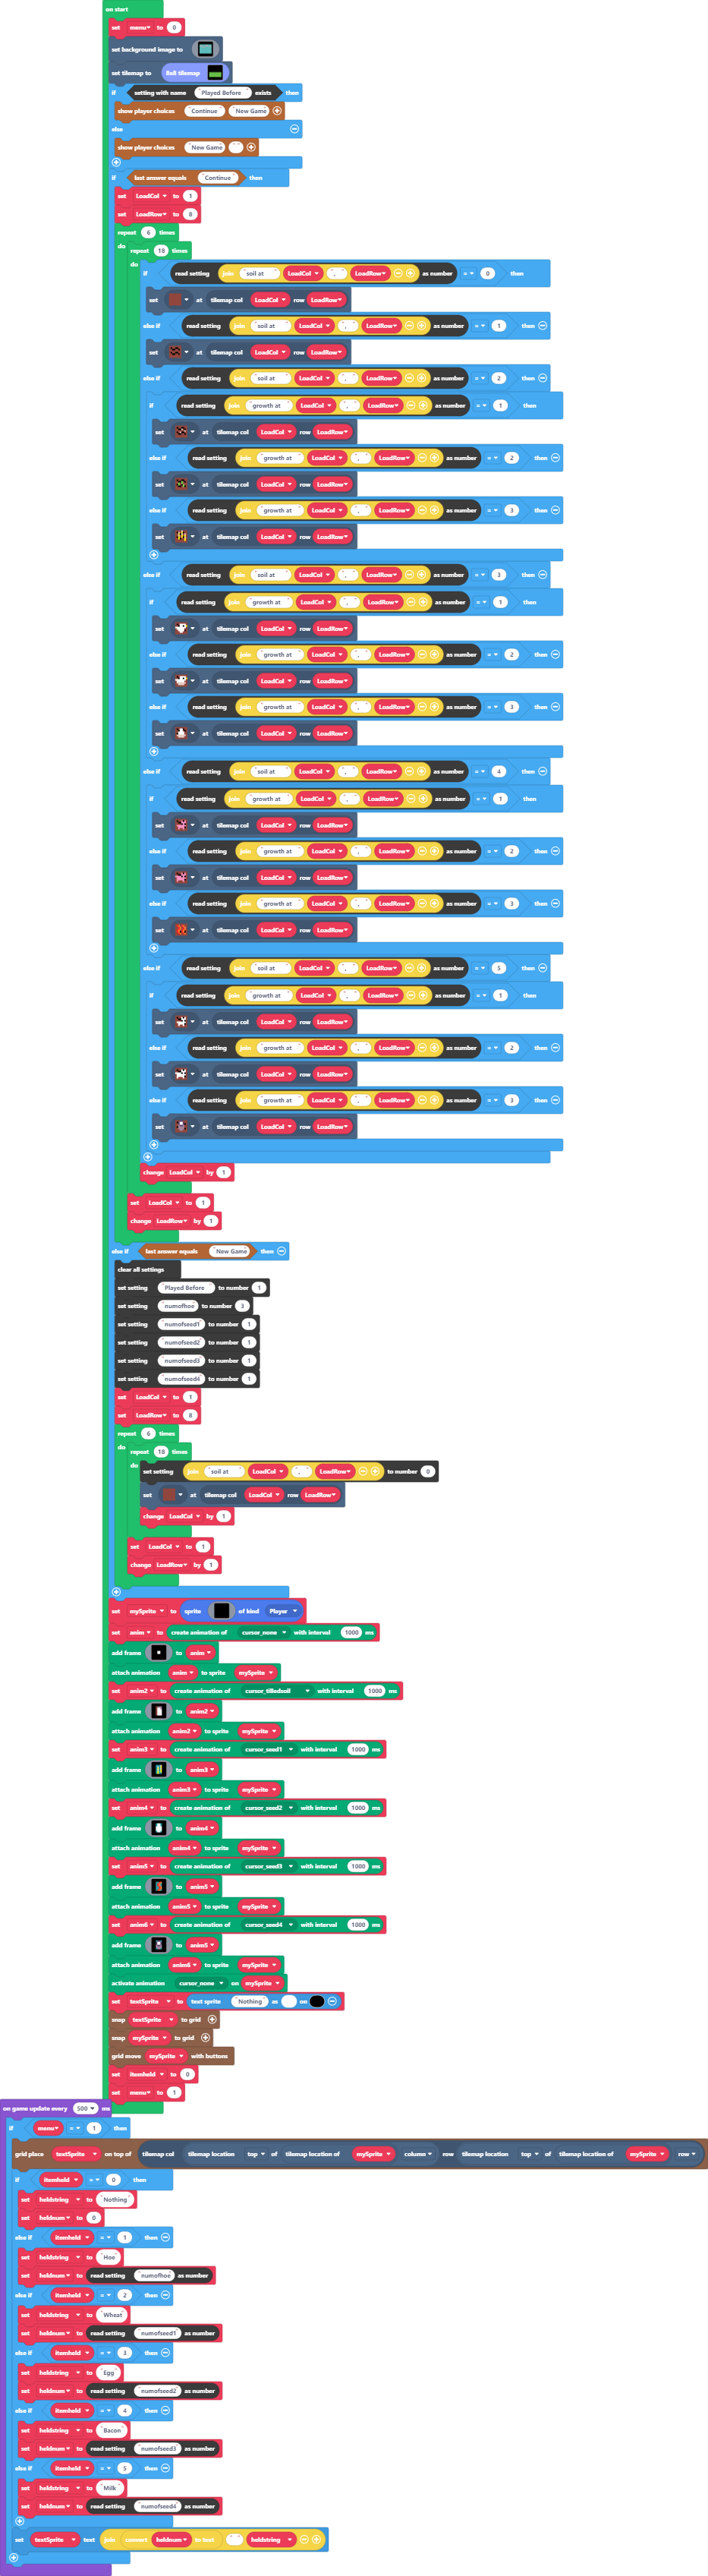 on start
set menu to 0
set background image to
set tilemap to Ball tilemap
if setting with name "Played Before" exists then
show player choices "Continue" "New Game"
else
show player choices "New Game" " "
if last answer equals "Continue" then
set LoadCol to 1
set LoadRow to 8
repeat 6 times
do repeat 18 times
do if read setting join "soil at " LoadCol "," LoadRow as number = 0 then
set at tilemap col LoadCol row LoadRow
else if read setting join "soil at " LoadCol "," LoadRow as number = 1 then
set at tilemap col LoadCol row LoadRow
else if read setting join "soil at " LoadCol "," LoadRow as number = 2 then
if read setting join "growth at " LoadCol "," LoadRow as number = 1 then
set at tilemap col LoadCol row LoadRow
else if read setting join "growth at " LoadCol "," LoadRow as number = 2 then
set at tilemap col LoadCol row LoadRow
else if read setting join "growth at " LoadCol "," LoadRow as number = 3 then
set at tilemap col LoadCol row LoadRow
else if read setting join "soil at " LoadCol "," LoadRow as number = 3 then
if read setting join "growth at " LoadCol "," LoadRow as number = 1 then
set at tilemap col LoadCol row LoadRow
else if read setting join "growth at " LoadCol "," LoadRow as number = 2 then
set at tilemap col LoadCol row LoadRow
else if read setting join "growth at " LoadCol "," LoadRow as number = 3 then
set at tilemap col LoadCol row LoadRow
else if read setting join "soil at " LoadCol "," LoadRow as number = 4 then
if read setting join "growth at " LoadCol "," LoadRow as number = 1 then
set at tilemap col LoadCol row LoadRow
else if read setting join "growth at " LoadCol "," LoadRow as number = 2 then
set at tilemap col LoadCol row LoadRow
else if read setting join "growth at " LoadCol "," LoadRow as number = 3 then
set at tilemap col LoadCol row LoadRow
else if read setting join "soil at " LoadCol "," LoadRow as number = 5 then
if read setting join "growth at " LoadCol "," LoadRow as number = 1 then
set at tilemap col LoadCol row LoadRow
else if read setting join "growth at " LoadCol "," LoadRow as number = 2 then
set at tilemap col LoadCol row LoadRow
else if read setting join "growth at " LoadCol "," LoadRow as number = 3 then
set at tilemap col LoadCol row LoadRow
change LoadCol by 1
set LoadCol to 1
change LoadRow by 1
else if last answer equals "New Game" then
clear all settings
set setting "Played Before" to number 1
set setting "numofhoe" to number 3
set setting "numofseed1" to number 1
set setting "numofseed2" to number 1
set setting "numofseed3" to number 1
set setting "numofseed4" to number 1
set LoadCol to 1
set LoadRow to 8
repeat 6 times
do repeat 18 times
do set setting join "soil at " LoadCol "," LoadRow to number 0
set at tilemap col LoadCol row LoadRow
change LoadCol by 1
set LoadCol to 1
change LoadRow by 1
set mySprite to sprite of kind Player
set anim to create animation of cursor_none with interval 1000 ms
add frame to anim
attach animation anim to sprite mySprite
set anim2 to create animation of cursor_tilledsoil with interval 1000 ms
add frame to anim2
attach animation anim2 to sprite mySprite
set anim3 to create animation of cursor_seed1 with interval 1000 ms
add frame to anim3
attach animation anim3 to sprite mySprite
set anim4 to create animation of cursor_seed2 with interval 1000 ms
add frame to anim4
attach animation anim4 to sprite mySprite
set anim5 to create animation of cursor_seed3 with interval 1000 ms
add frame to anim5
attach animation anim5 to sprite mySprite
set anim6 to create animation of cursor_seed4 with interval 1000 ms
add frame to anim5
attach animation anim6 to sprite mySprite
activate animation cursor_none on mySprite
set textSprite to text sprite "Nothing" as on
snap textSprite to grid
snap mySprite to grid
grid move mySprite with buttons
set itemheld to 0
set menu to 1
on game update every 500 ms
if menu = 1 then
grid place textSprite on top of tilemap col tilemap location top of tilemap location of mySprite column row tilemap location top of tilemap location of mySprite row
if itemheld = 0 then
set heldstring to "Nothing"
set heldnum to 0
else if itemheld = 1 then
set heldstring to "Hoe"
set heldnum to read setting "numofhoe" as number
else if itemheld = 2 then
set heldstring to "Wheat"
set heldnum to read setting "numofseed1" as number
else if itemheld = 3 then
set heldstring to "Egg"
set heldnum to read setting "numofseed2" as number
else if itemheld = 4 then
set heldstring to "Bacon"
set heldnum to read setting "numofseed3" as number
else if itemheld = 5 then
set heldstring to "Milk"
set heldnum to read setting "numofseed4" as number
set textSprite text join convert heldnum to text " " heldstring